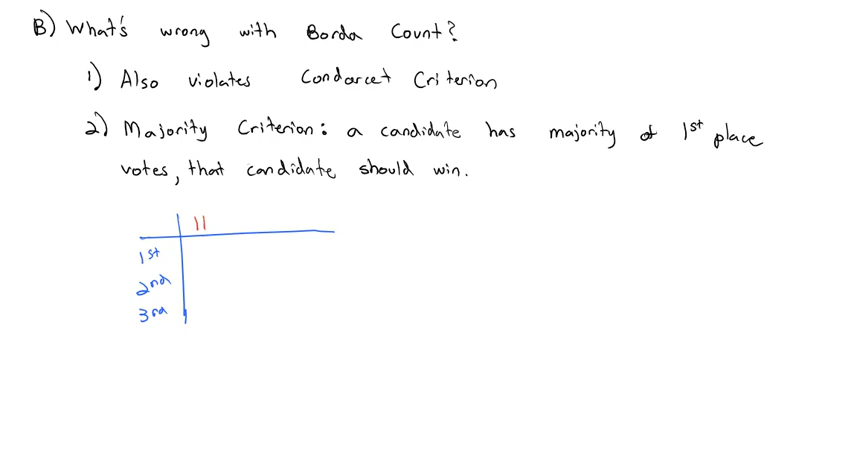 B) What's wrong with Borda Count?
1) Also violates Condorcet Criterion
2) Majority Criterion: a candidate has majority of 1st place
votes, that candidate should win.
11
1st
2nd
3rd